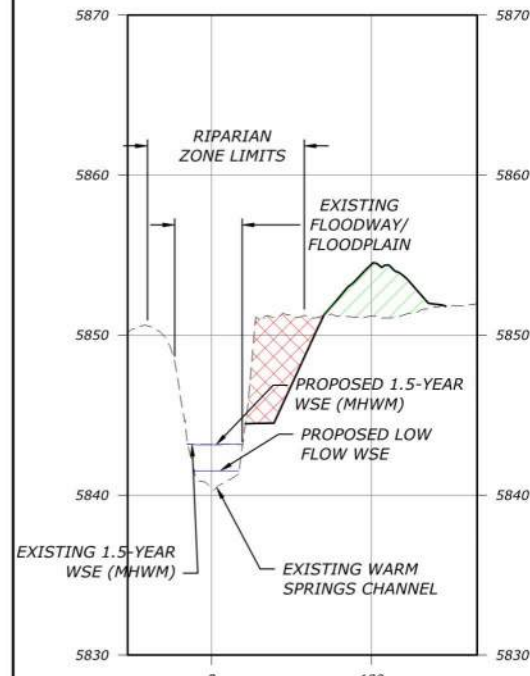 5870
5870
RIPARIAN
ZONE LIMITS
5860
5860
EXISTING
FLOODWAY/
FLOODPLAIN
5850
5850
PROPOSED 1.5-YEAR
WSE (MHWM)
PROPOSED LOW
FLOW WSE
5840
5840
EXISTING 1.5-YEAR
WSE (MHWM)
EXISTING WARM
SPRINGS CHANNEL
5830
5830